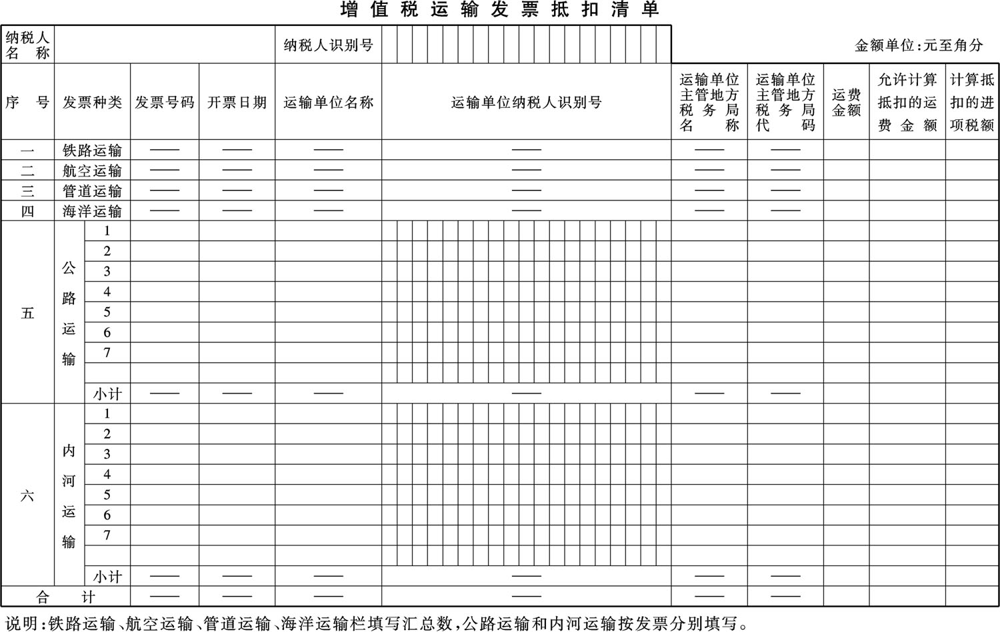 增值税运输发票抵扣清单
纳税人名称 纳税人识别号 金额单位:元至角分
序号 发票种类 发票号码 开票日期 运输单位名称 运输单位纳税人识别号 运输单位主管地方税务局名称 运输单位主管地方税务局代码 运费金额 允许计算抵扣的运费金额 计算抵扣的进项税额
一 铁路运输 —— —— —— —— —— ——
二 航空运输 —— —— —— —— —— ——
三 管道运输 —— —— —— —— —— ——
四 海洋运输 —— —— —— —— —— ——
五 公路运输
1
2
3
4
5
6
7
小计 —— —— —— —— —— ——
六 内河运输
1
2
3
4
5
6
7
小计 —— —— —— —— —— ——
合计 —— —— —— —— —— ——
说明:铁路运输、航空运输、管道运输、海洋运输栏填写汇总数,公路运输和内河运输按发票分别填写。